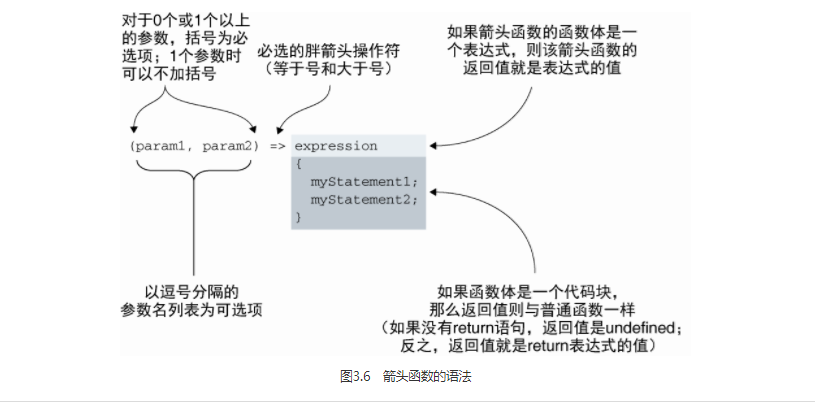 对于0个或1个以上
的参数，括号为必
选项；1个参数时
可以不加括号
必选的胖箭头操作符
（等于号和大于号）
如果箭头函数的函数体是一
个表达式，则该箭头函数的
返回值就是表达式的值
(param1, param2) => expression
{
myStatement1;
myStatement2;
}
以逗号分隔的
参数名列表为可选项
如果函数体是一个代码块，
那么返回值则与普通函数一样
（如果没有return语句，返回值是undefined；
反之，返回值就是return表达式的值）
图3.6 箭头函数的语法